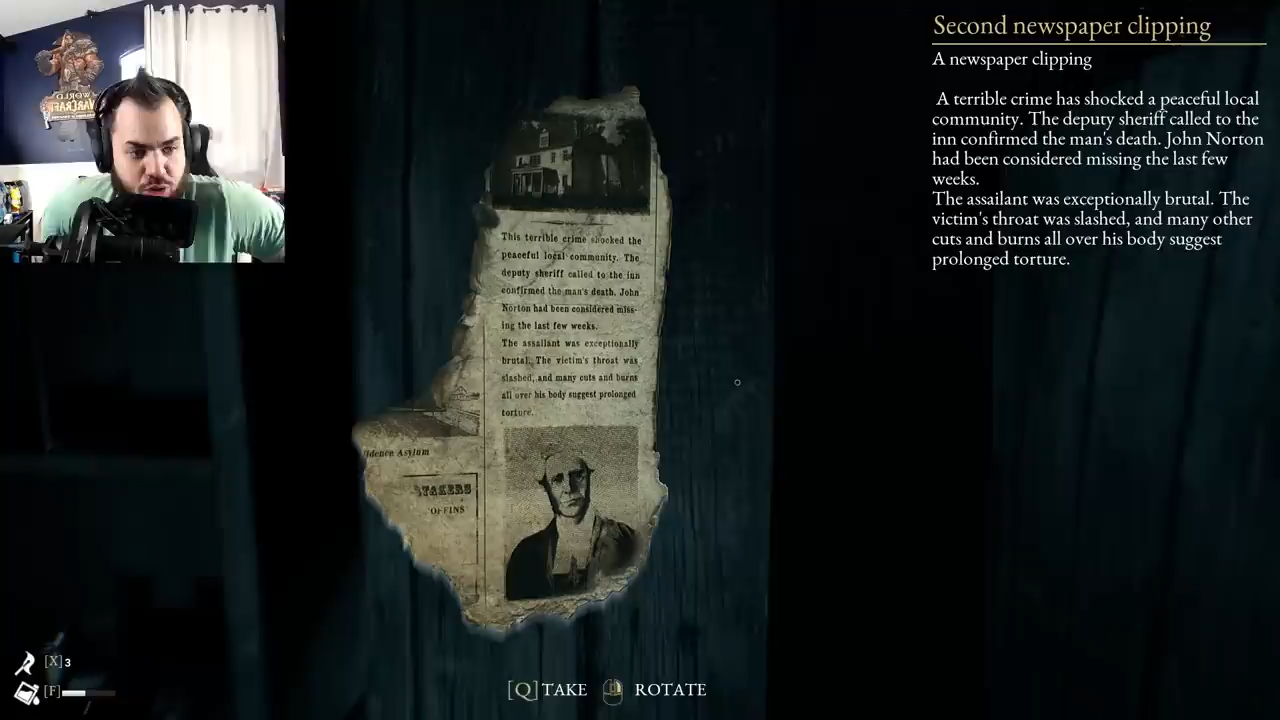 Second newspaper clipping
A newspaper clipping
A terrible crime has shocked a peaceful local
community. The deputy sheriff called to the
inn confirmed the man's death. John Norton
had been considered missing the last few
weeks.
The assailant was exceptionally brutal. The
victim's throat was slashed, and many other
cuts and burns all over his body suggest
prolonged torture.
This terrible crime shocked the
peaceful local community. The
deputy sheriff called to the inn
confirmed the man's death. John
Norton had been considered miss-
ing the last few weeks.
The assailant was exceptionally
brutal. The victim's throat was
slashed, and many cuts and burns
all over his body suggest prolonged
torture.
idence Asylum
STAKERS
OFFINS
[X] 3
[F]
[Q] TAKE
ROTATE